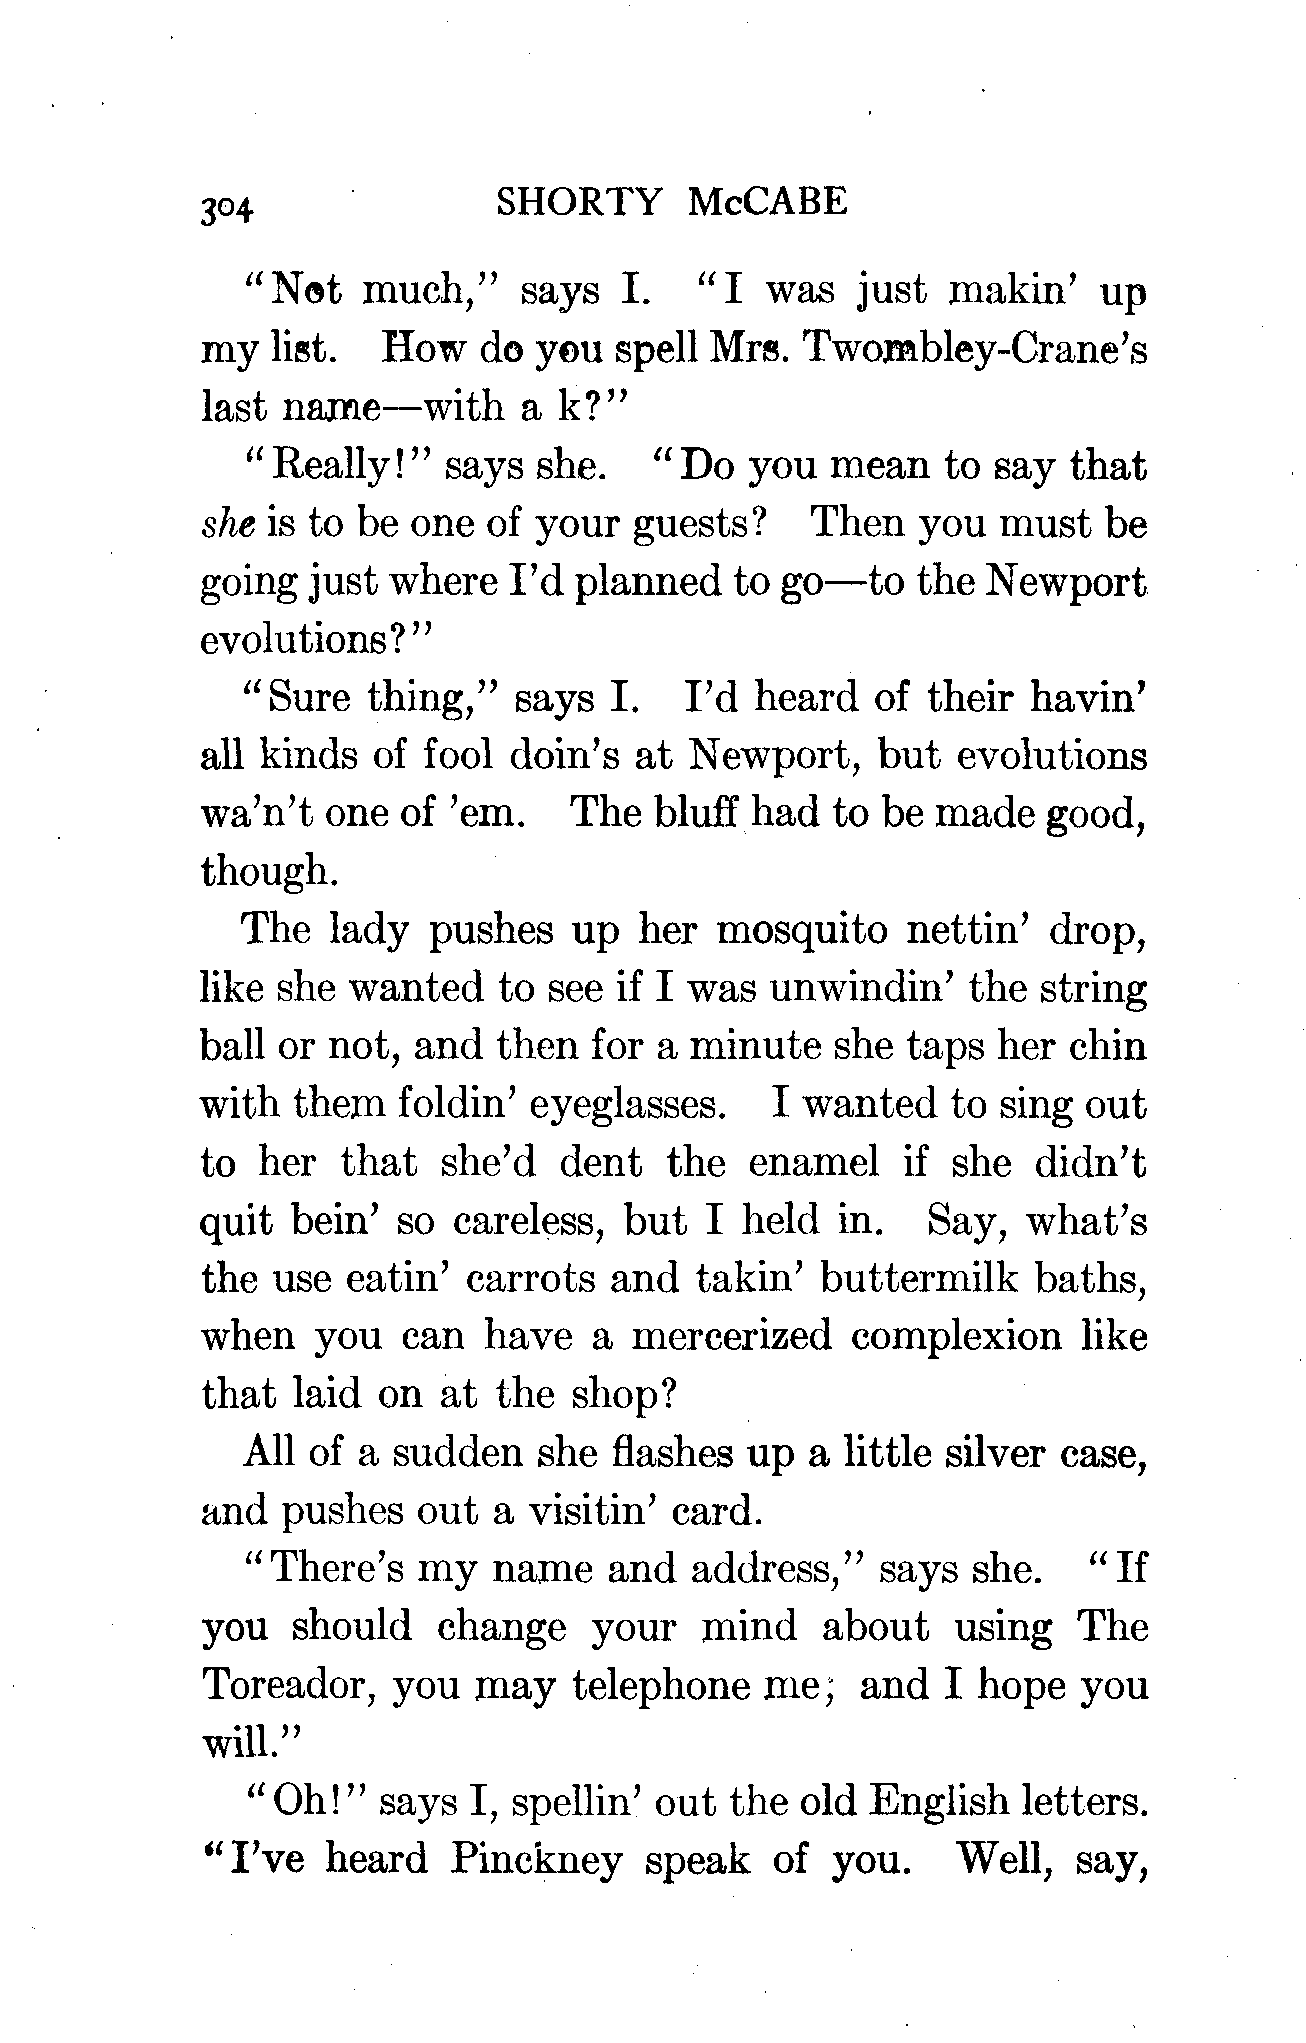 304 SHORTY McCABE
"Not much," says I. "I was just makin' up
my list. How do you spell Mrs. Twombley-Crane's
last name—with a k?"
"Really!" says she. "Do you mean to say that
she is to be one of your guests? Then you must be
going just where I'd planned to go—to the Newport
evolutions?"
"Sure thing," says I. I'd heard of their havin'
all kinds of fool doin's at Newport, but evolutions
wa'n't one of 'em. The bluff had to be made good,
though.
The lady pushes up her mosquito nettin' drop,
like she wanted to see if I was unwindin' the string
ball or not, and then for a minute she taps her chin
with them foldin' eyeglasses. I wanted to sing out
to her that she'd dent the enamel if she didn't
quit bein' so careless, but I held in. Say, what's
the use eatin' carrots and takin' buttermilk baths,
when you can have a mercerized complexion like
that laid on at the shop?
All of a sudden she flashes up a little silver case,
and pushes out a visitin' card.
"There's my name and address," says she. "If
you should change your mind about using The
Toreador, you may telephone me; and I hope you
will."
"Oh!" says I, spellin' out the old English letters.
"I've heard Pinckney speak of you. Well, say,